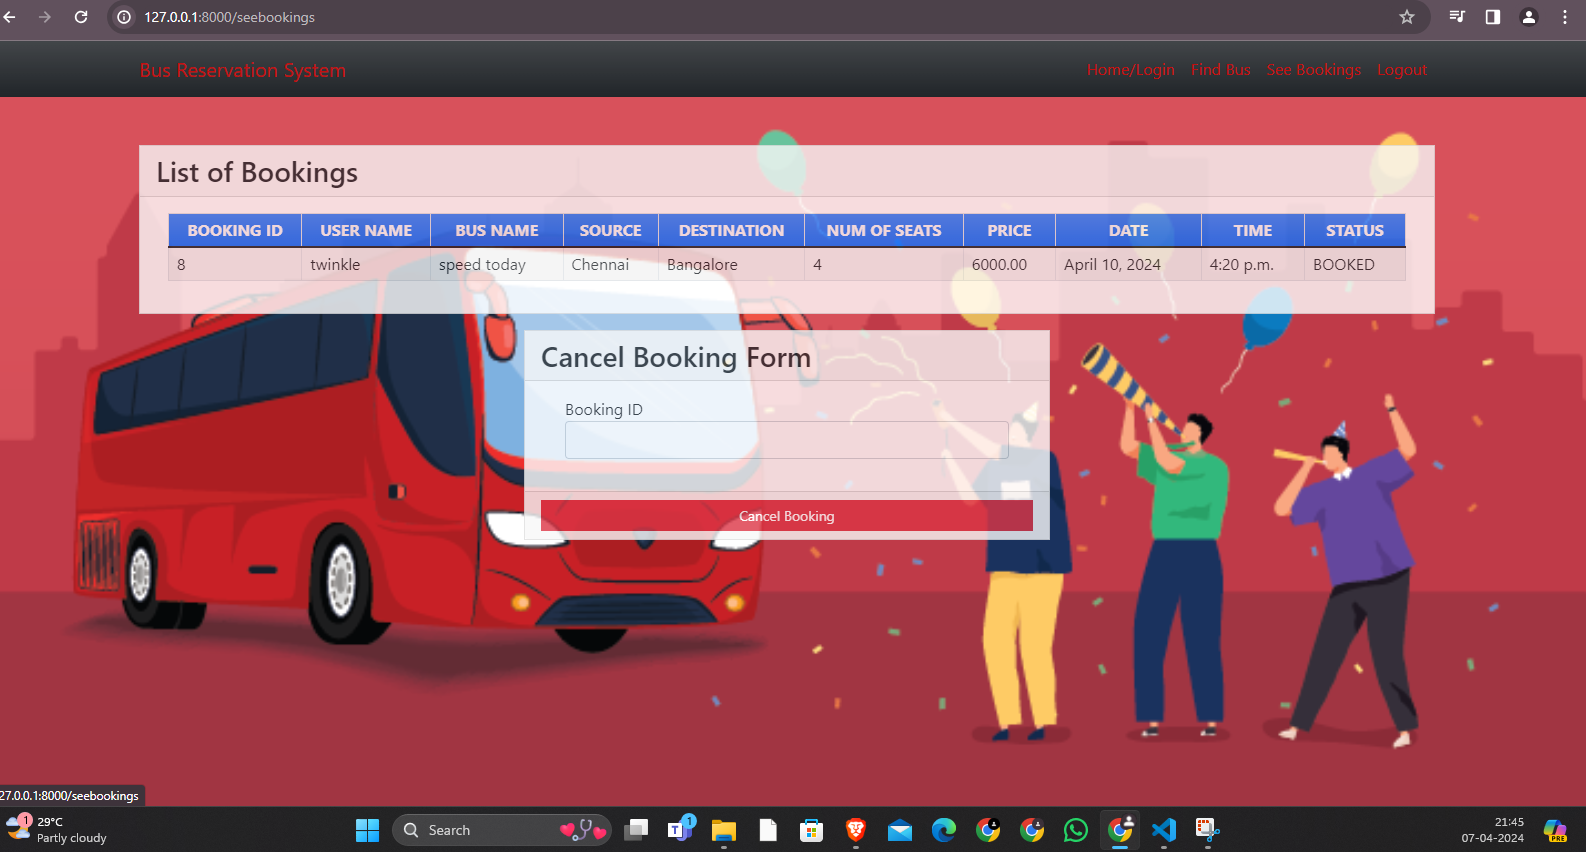 127.0.0.1:8000/seebookings
Bus Reservation System Home/Login Find Bus See Bookings Logout
List of Bookings
BOOKING ID USER NAME BUS NAME SOURCE DESTINATION NUM OF SEATS PRICE DATE TIME STATUS
8 twinkle speed today Chennai Bangalore 4 6000.00 April 10, 2024 4:20 p.m. BOOKED
Cancel Booking Form
Booking ID
Cancel Booking
27.0.0.1:8000/seebookings
1
29°C
Partly cloudy
Search
T
1
21:45
07-04-2024
PRE